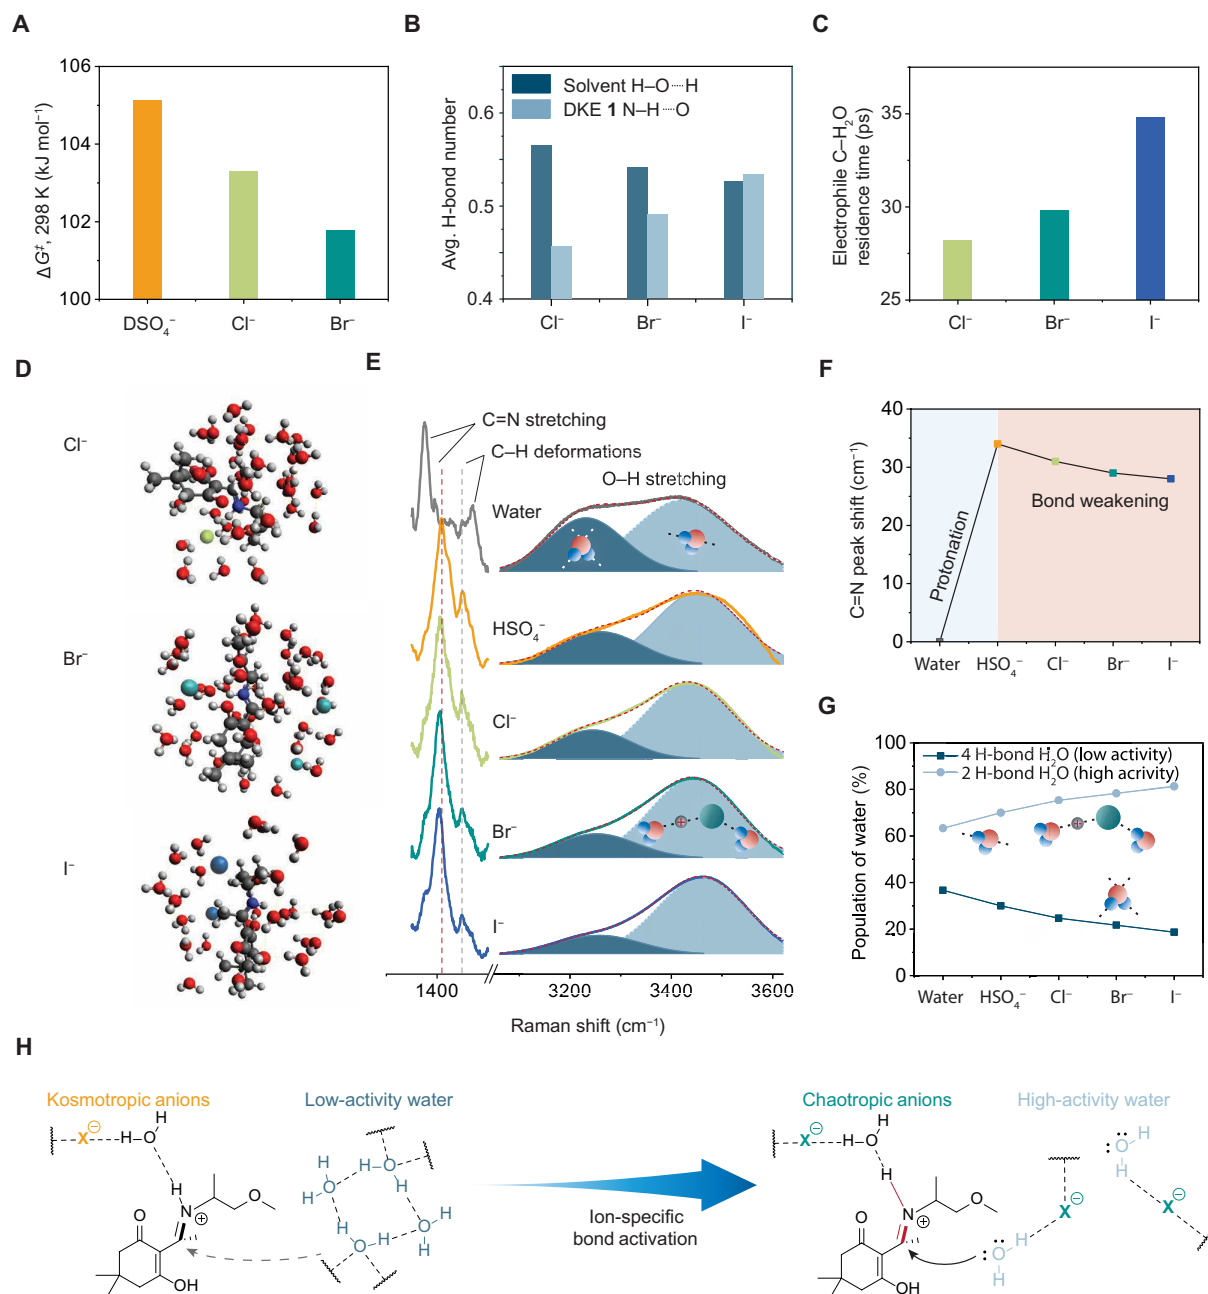 A
106
104
102
100
ΔG‡, 298 K (kJ mol⁻¹)
DSO₄⁻
Cl⁻
Br⁻
B
Solvent H–O·····H
DKE 1 N–H·····O
0.6
0.5
0.4
Avg. H-bond number
Cl⁻
Br⁻
I⁻
C
35
30
25
Electrophile C–H₂O
residence time (ps)
Cl⁻
Br⁻
I⁻
D
Cl⁻
Br⁻
I⁻
E
C=N stretching
C–H deformations
O–H stretching
Water
HSO₄⁻
Cl⁻
Br⁻
I⁻
1400
3200
3400
3600
Raman shift (cm⁻¹)
F
40
30
20
10
0
C=N peak shift (cm⁻¹)
Protonation
Bond weakening
Water
HSO₄⁻
Cl⁻
Br⁻
I⁻
G
100
80
60
40
20
0
Population of water (%)
4 H-bond H₂O (low activity)
2 H-bond H₂O (high acrivity)
Water
HSO₄⁻
Cl⁻
Br⁻
I⁻
H
Kosmotropic anions
Low-activity water
X⊖
H–O
H
H
N
⊕
O
O
OH
H
H–O
H–O
H
H
H
O
H
O
H
Ion-specific
bond activation
Chaotropic anions
High-activity water
X⊖
H–O
H
H
N
⊕
O
O
OH
:O
H
H
X⊖
:O
H
H
X⊖